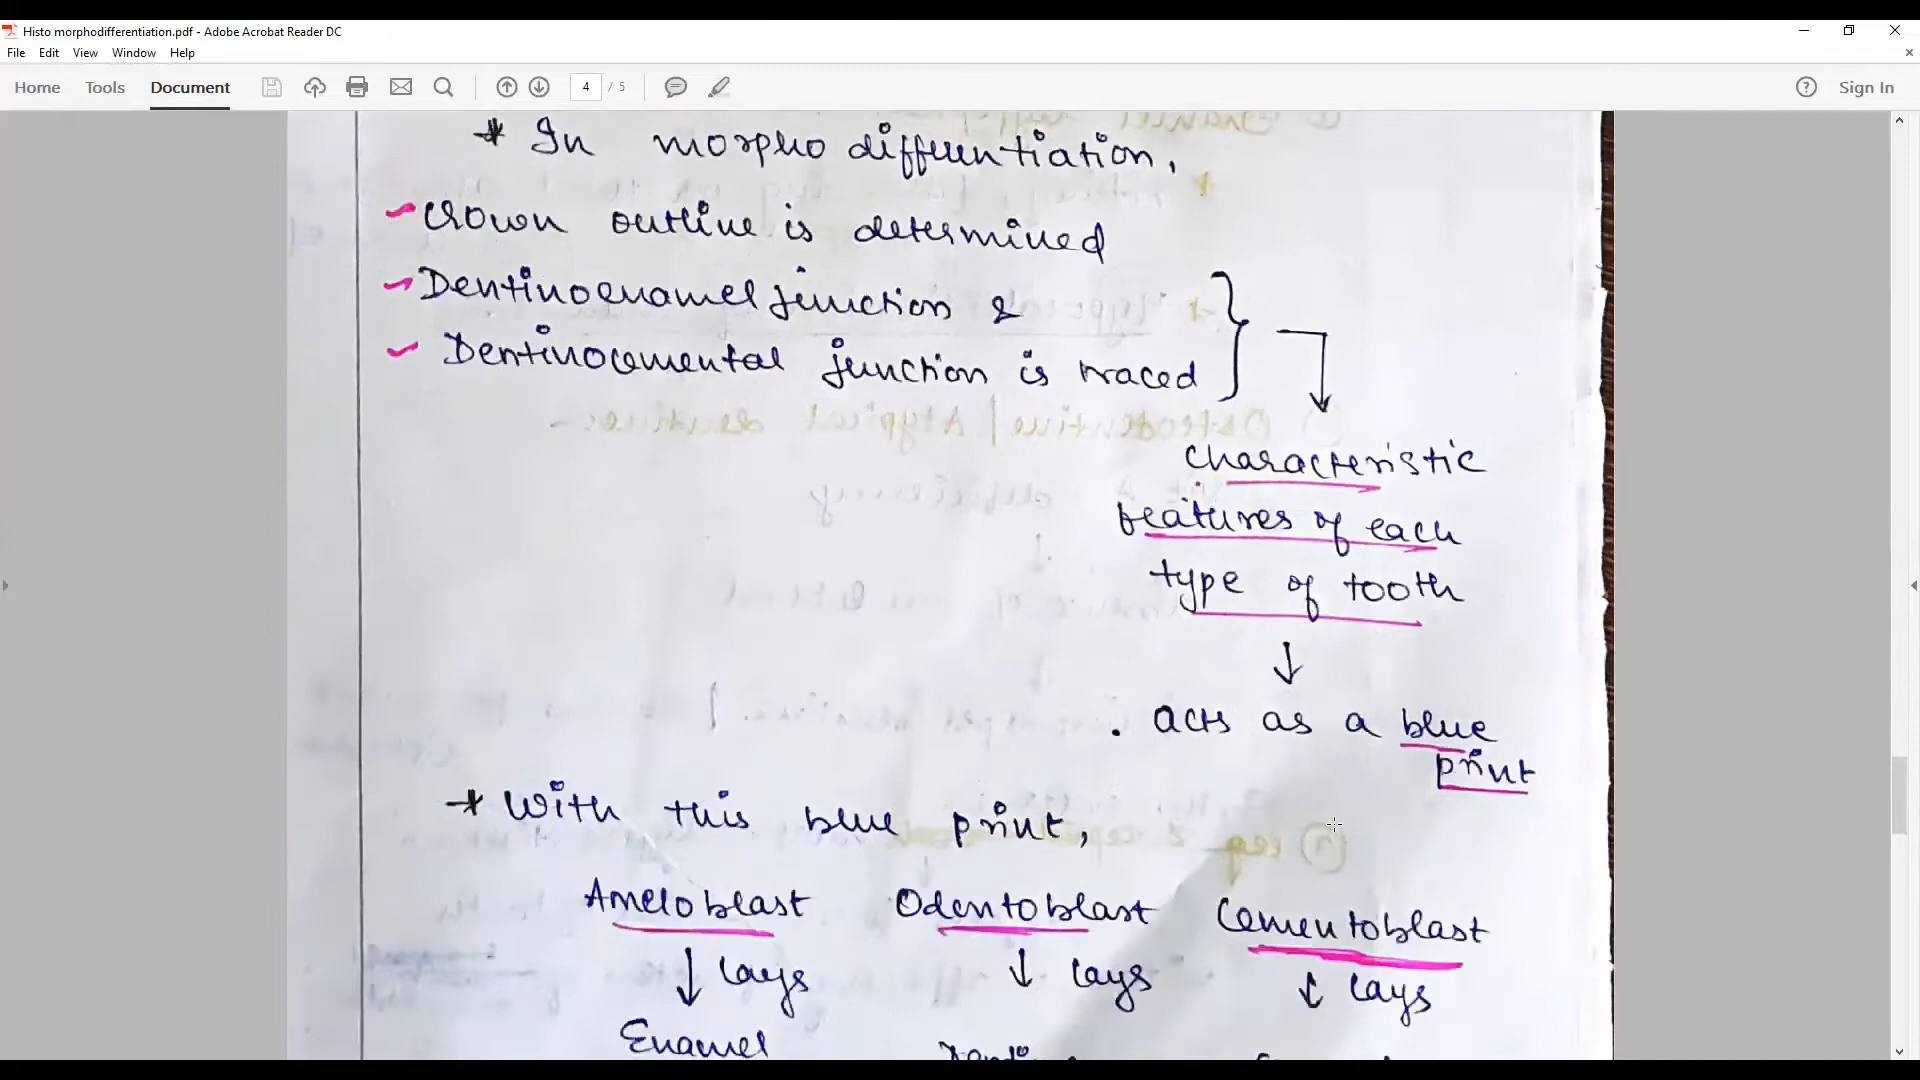 Histo morphodifferentiation.pdf - Adobe Acrobat Reader DC
File Edit View Window Help
Home Tools Document 4 / 5 Sign In
* In morpho differentiation,
- Crown outline is determined
- Dentinoenamel junction &
- Dentinocemental junction is traced
characteristic
features of each
type of tooth
↓
. acts as a blue
print
* With this blue print,
Ameloblast Odontoblast Cementoblast
↓ lays ↓ lays ↓ lays
Enamel